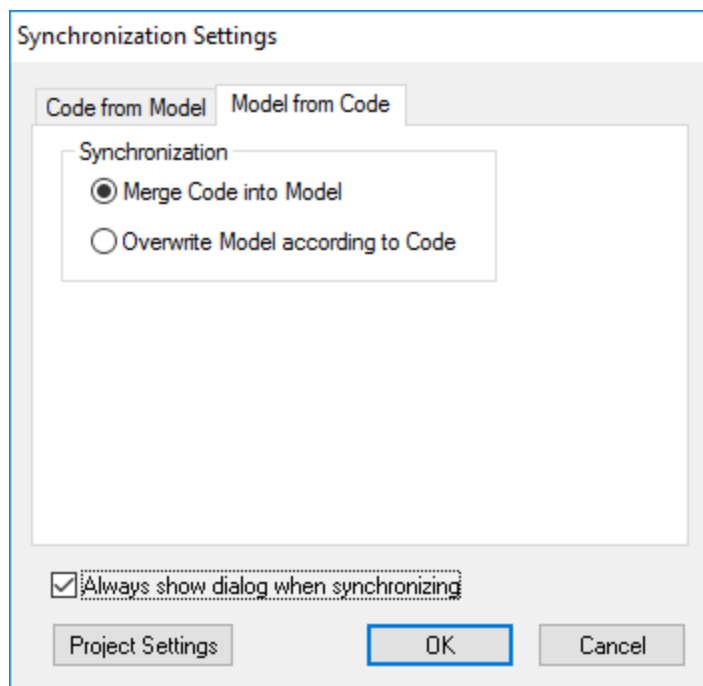 Synchronization Settings
Code from Model
Model from Code
Synchronization
Merge Code into Model
Overwrite Model according to Code
Always show dialog when synchronizing
Project Settings
OK
Cancel